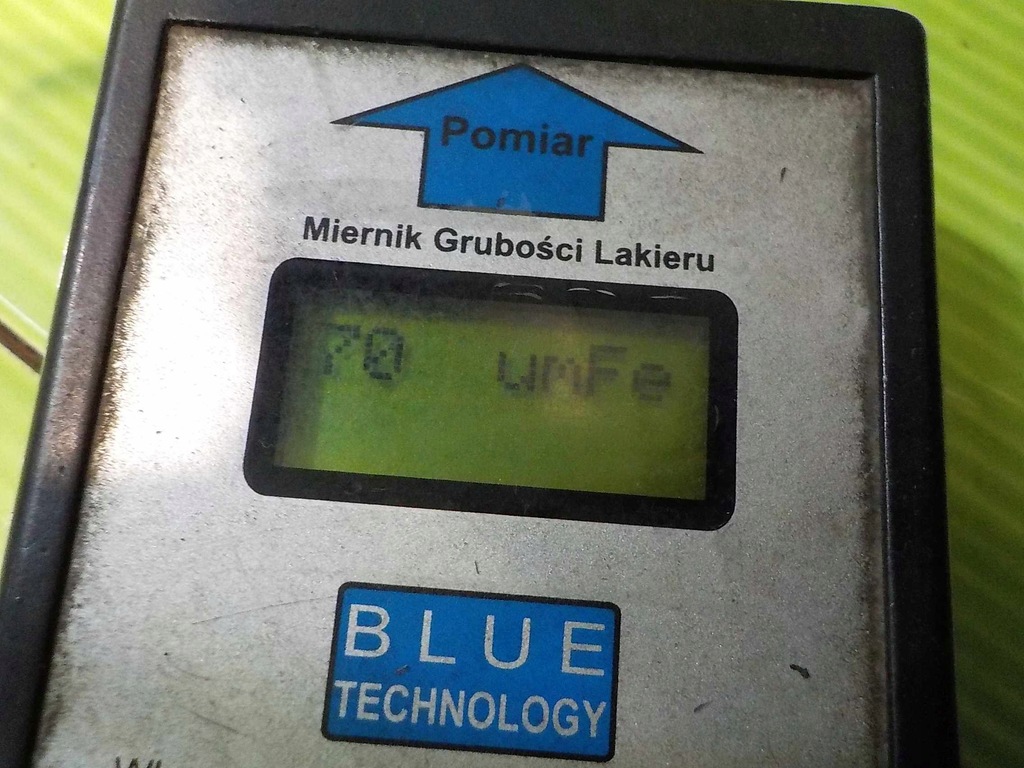 Pomiar
Miernik Grubości Lakieru
70 umFe
BLUE
TECHNOLOGY